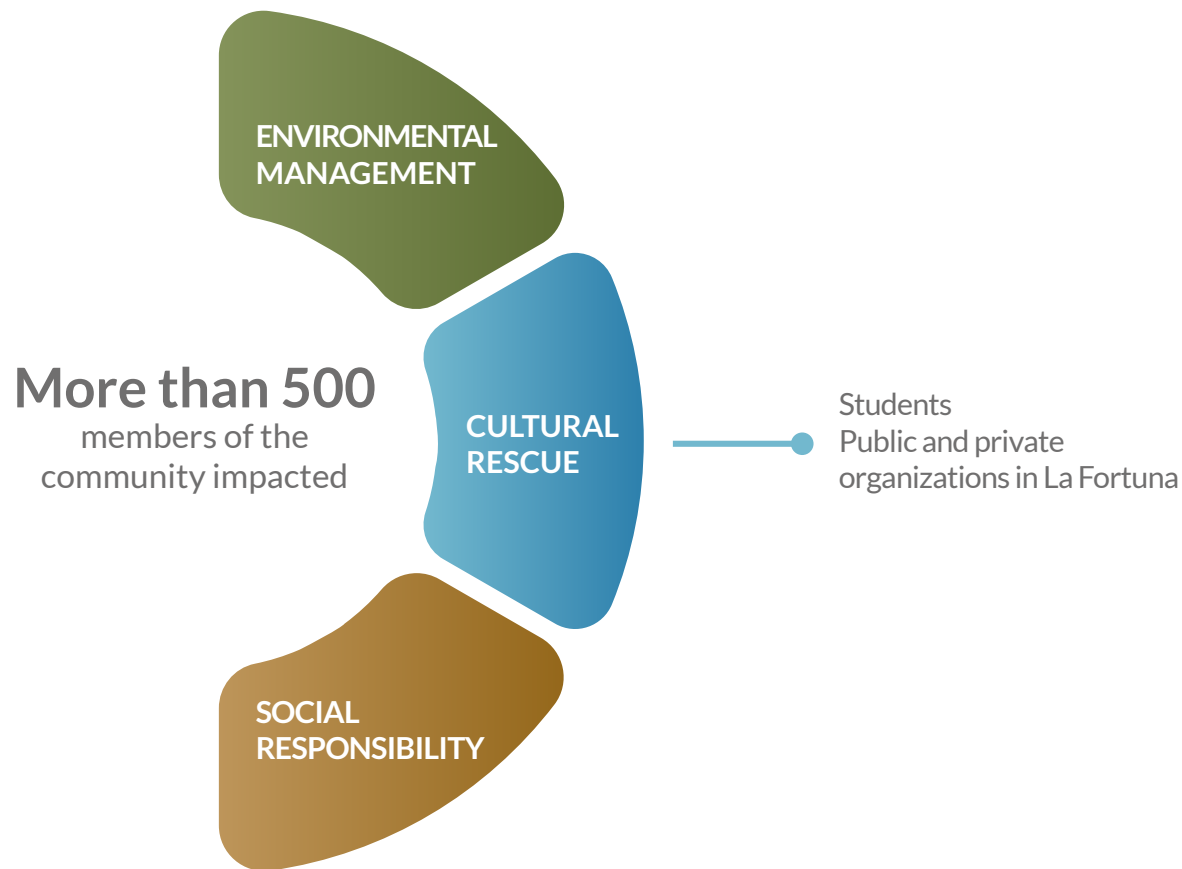 ENVIRONMENTAL
MANAGEMENT
More than 500
members of the
community impacted
CULTURAL
RESCUE
Students
Public and private
organizations in La Fortuna
SOCIAL
RESPONSIBILITY